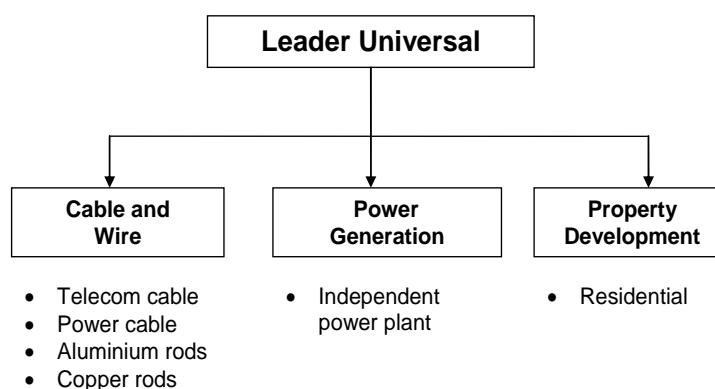 Leader Universal
Cable and
Wire
Power
Generation
Property
Development
• Telecom cable
• Power cable
• Aluminium rods
• Copper rods
• Independent
power plant
• Residential